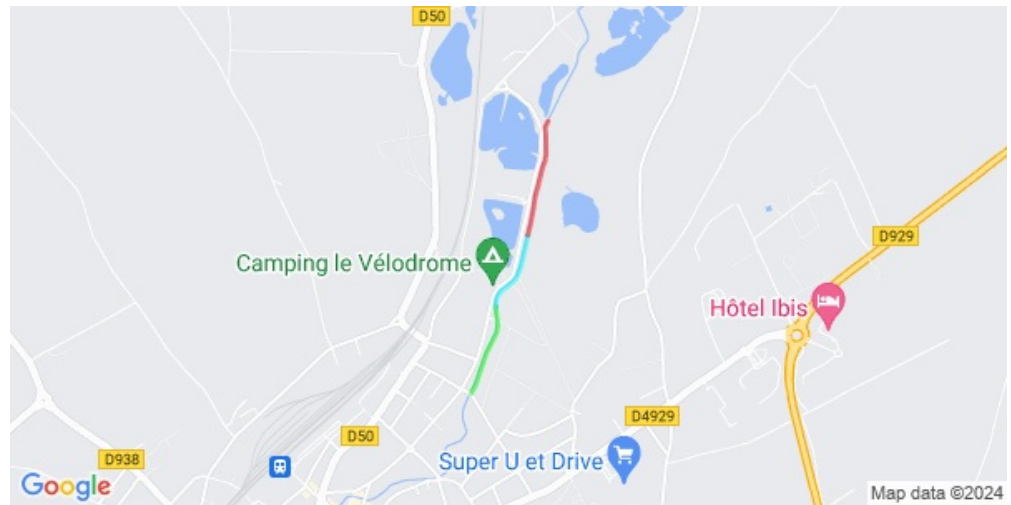 D50
D929
Camping le Vélodrome
Hôtel Ibis
D4929
D50
D938
Super U et Drive
Google
Map data ©2024